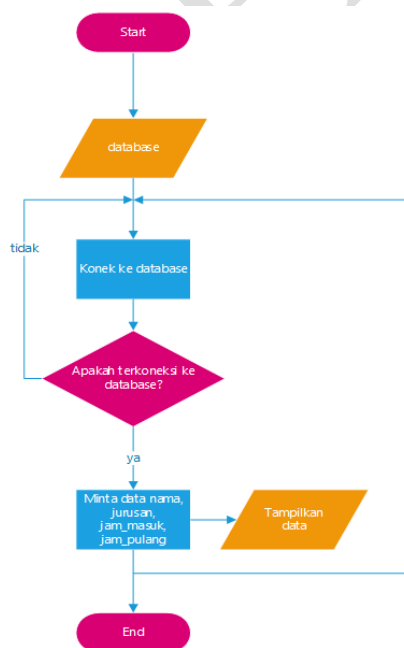 Start
database
tidak
Konek ke database
Apakah terkoneksi ke
database?
ya
Minta data nama,
jurusan,
jam_masuk,
jam_pulang
Tampilkan
data
End